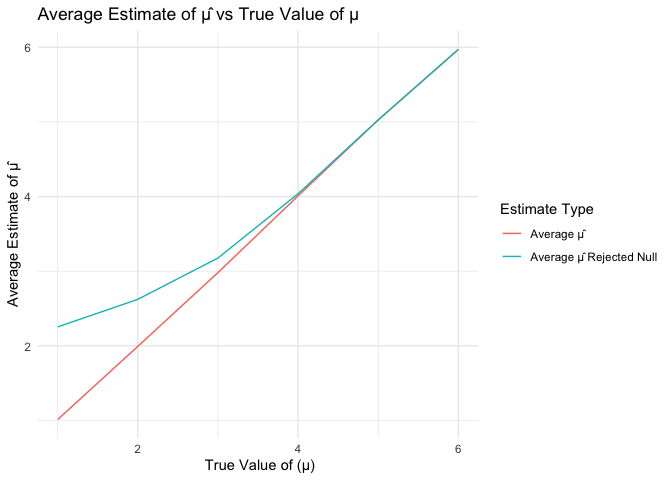 Average Estimate of μ̂ vs True Value of μ
6
4
2
Average Estimate of μ̂
2
4
6
True Value of (μ)
Estimate Type
Average μ̂
Average μ̂ Rejected Null